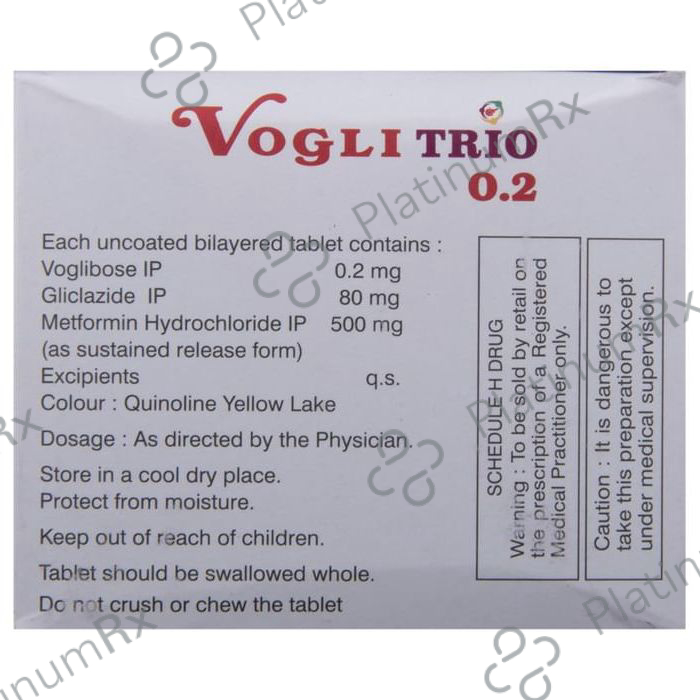 VOGLI TRIO
0.2
Each uncoated bilayered tablet contains :
Voglibose IP 0.2 mg
Gliclazide IP 80 mg
Metformin Hydrochloride IP 500 mg
(as sustained release form)
Excipients q.s.
Colour : Quinoline Yellow Lake
Dosage : As directed by the Physician.
Store in a cool dry place.
Protect from moisture.
Keep out of reach of children.
Tablet should be swallowed whole.
Do not crush or chew the tablet
SCHEDULE H DRUG
Warning : To be sold by retail on
the prescription of a Registered
Medical Practitioner only.
Caution : It is dangerous to
take this preparation except
under medical supervision.
PlatinumRx
PlatinumRx
PlatinumRx
PlatinumRx
PlatinumRx